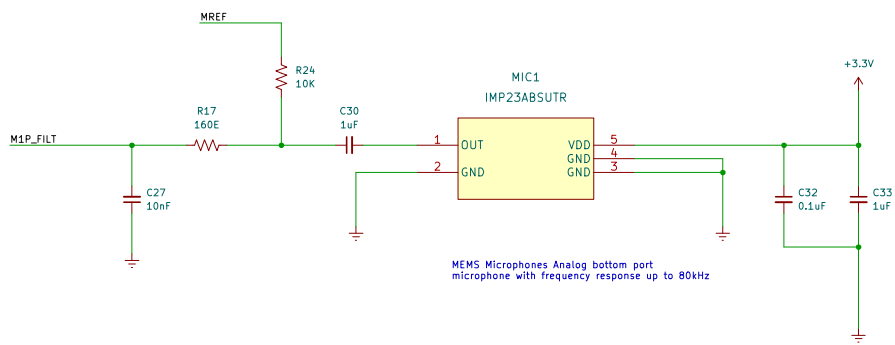 MREF
+3.3V
R24
10K
MIC1
IMP23ABSUTR
R17
160E
C30
1uF
M1P_FILT
1
OUT
VDD
5
GND
4
2
GND
GND
3
C27
10nF
C32
0.1uF
C33
1uF
MEMS Microphones Analog bottom port
microphone with frequency response up to 80kHz